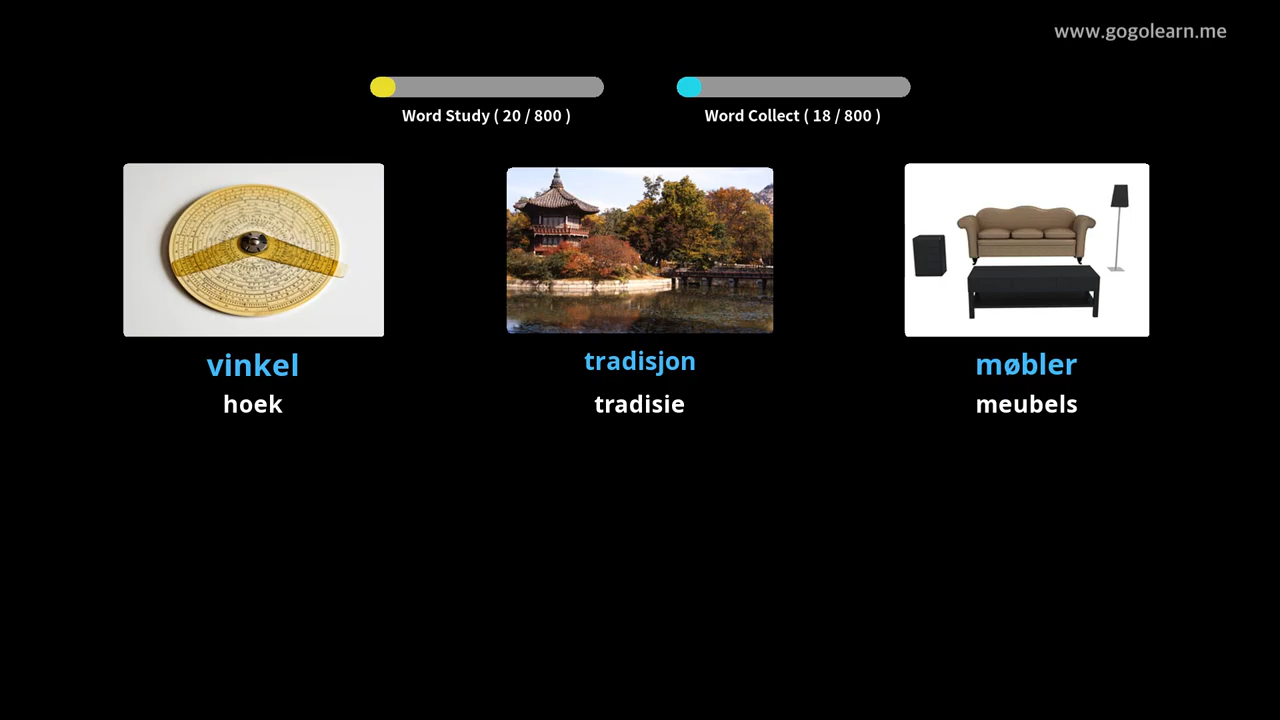 www.gogolearn.me
Word Study ( 20 / 800 )
Word Collect ( 18 / 800 )
vinkel
tradisjon
møbler
hoek
tradisie
meubels